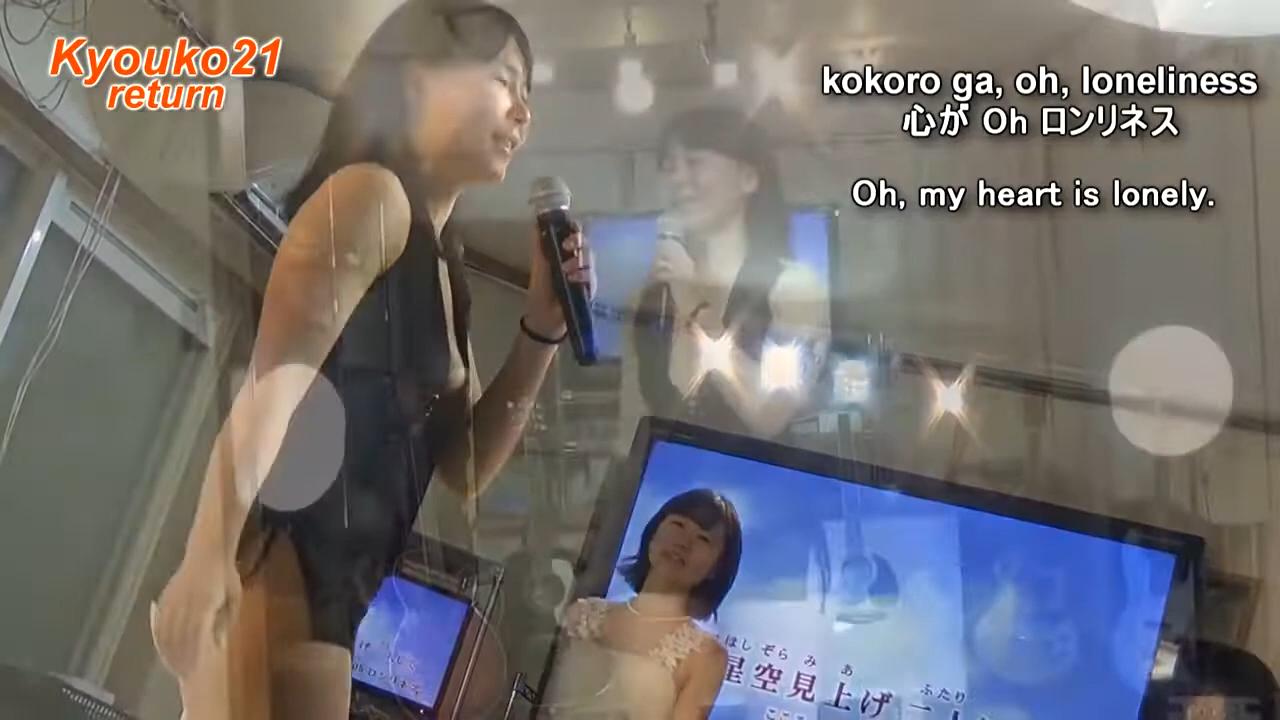 Kyouko21
return
kokoro ga, oh, loneliness
心が Oh ロンリネス
Oh, my heart is lonely.
ほし ぞら み あ
星空見上げ
ふたり